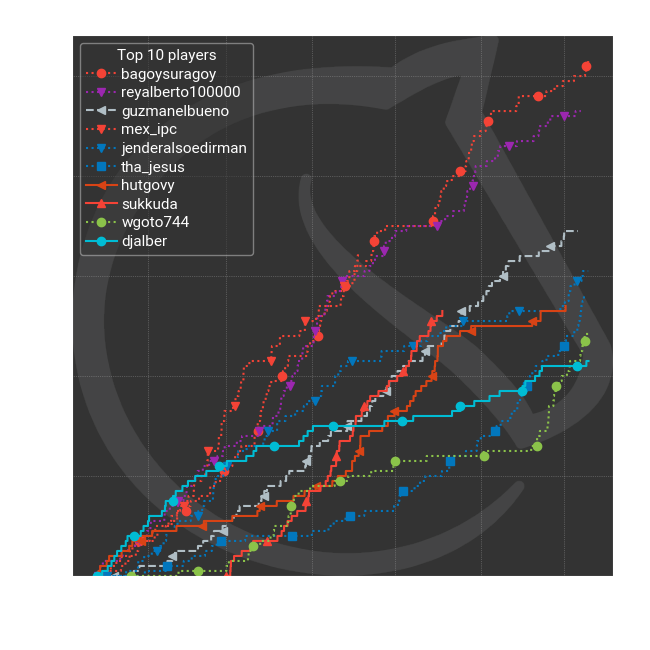 Top 10 players
bagoysuragoy
reyalberto100000
guzmanelbueno
mex_ipc
jenderalsoedirman
tha_jesus
hutgovy
sukkuda
wgoto744
djalber